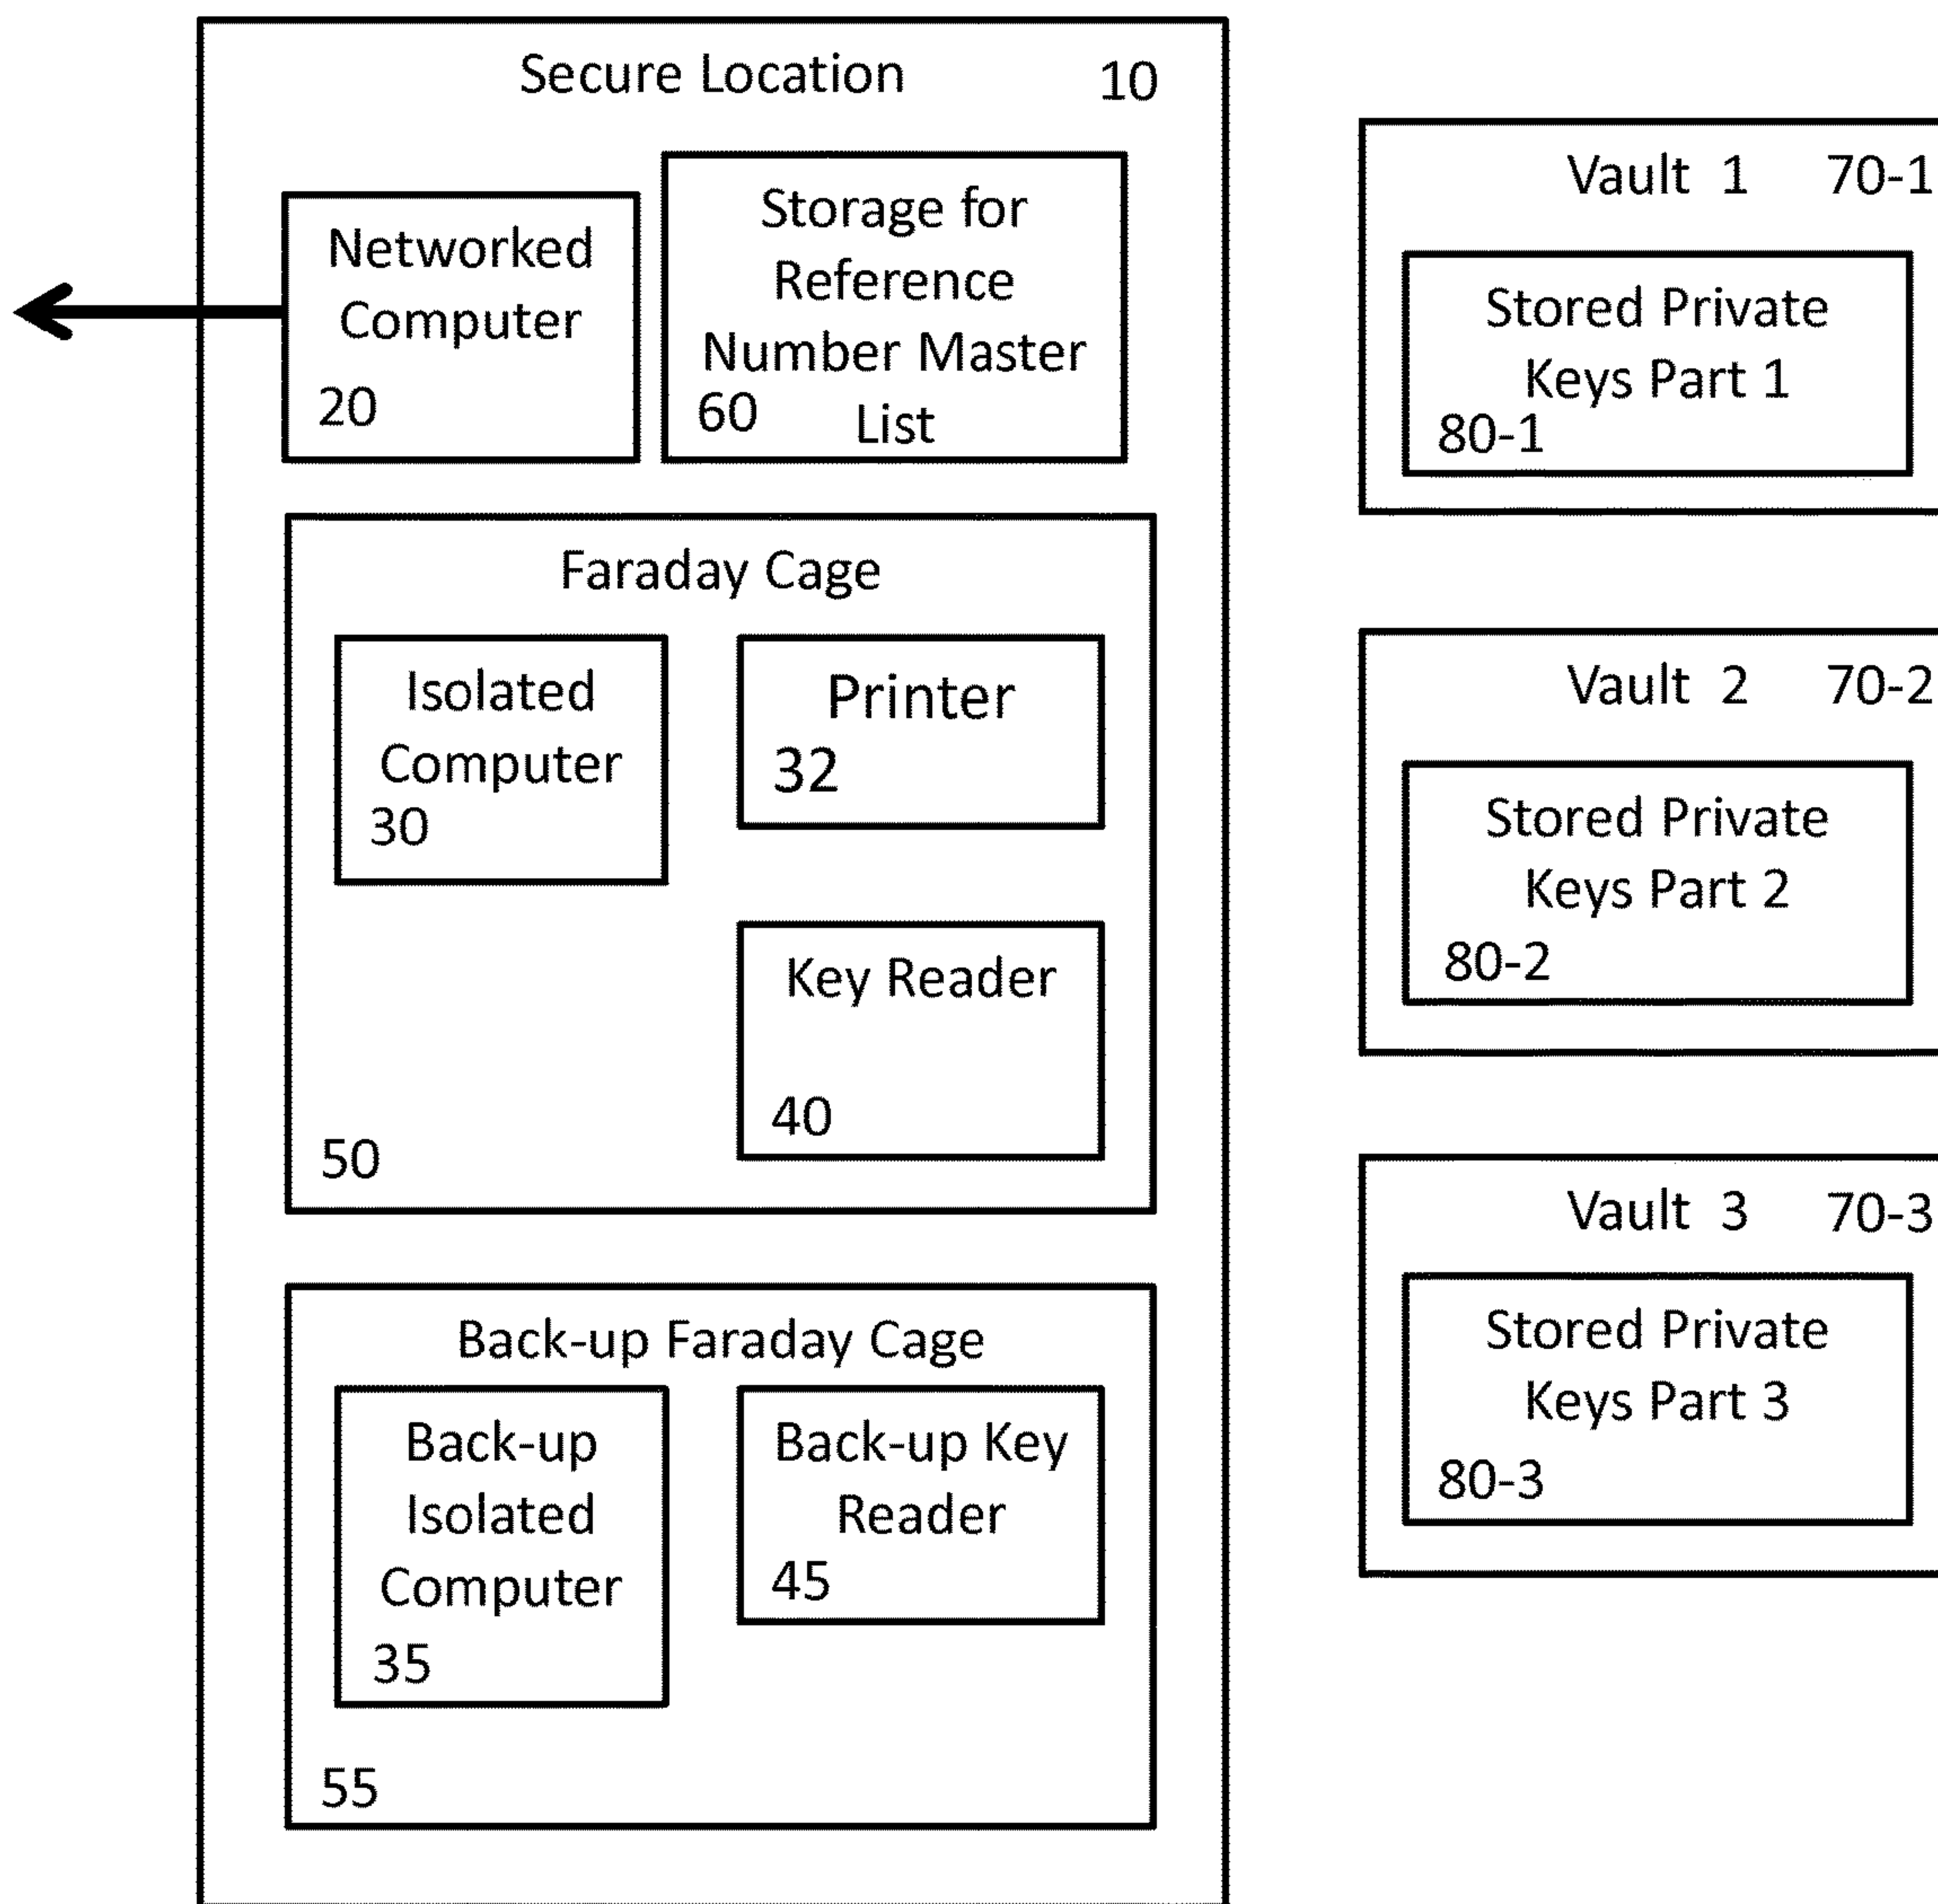 Secure Location 10
Networked
Computer
20
Storage for
Reference
Number Master
60 List
Faraday Cage
Isolated
Computer
30
Printer
32
Key Reader
40
50
Back-up Faraday Cage
Back-up
Isolated
Computer
35
Back-up Key
Reader
45
55
Vault 1 70-1
Stored Private
Keys Part 1
80-1
Vault 2 70-2
Stored Private
Keys Part 2
80-2
Vault 3 70-3
Stored Private
Keys Part 3
80-3